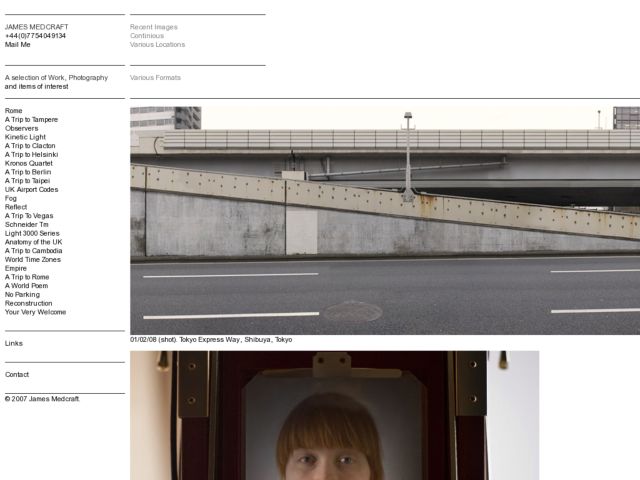 JAMES MEDCRAFT
+44(0)7754049134
Mail Me
Recent Images
Continious
Various Locations
A selection of Work, Photography
and items of interest
Various Formats
Rome
A Trip to Tampere
Observers
Kinetic Light
A Trip to Clacton
A Trip to Helsinki
Kronos Quartet
A Trip to Berlin
A Trip to Taipei
UK Airport Codes
Fog
Reflect
A Trip To Vegas
Schneider Tm
Light 3000 Series
Anatomy of the UK
A Trip to Cambodia
World Time Zones
Empire
A Trip to Rome
A World Poem
No Parking
Reconstruction
Your Very Welcome
Links
Contact
© 2007 James Medcraft.
01/02/08 (shot). Tokyo Express Way, Shibuya, Tokyo